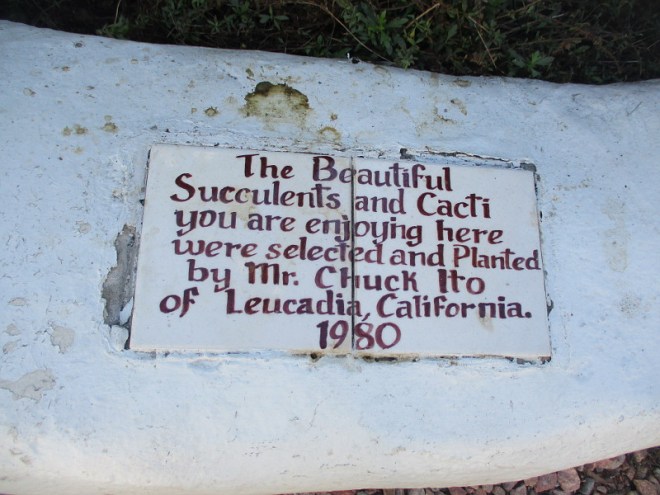 The Beautiful
Succulents and Cacti
you are enjoying here
were selected and Planted
by Mr. Chuck Ito
of Leucadia, California.
1980